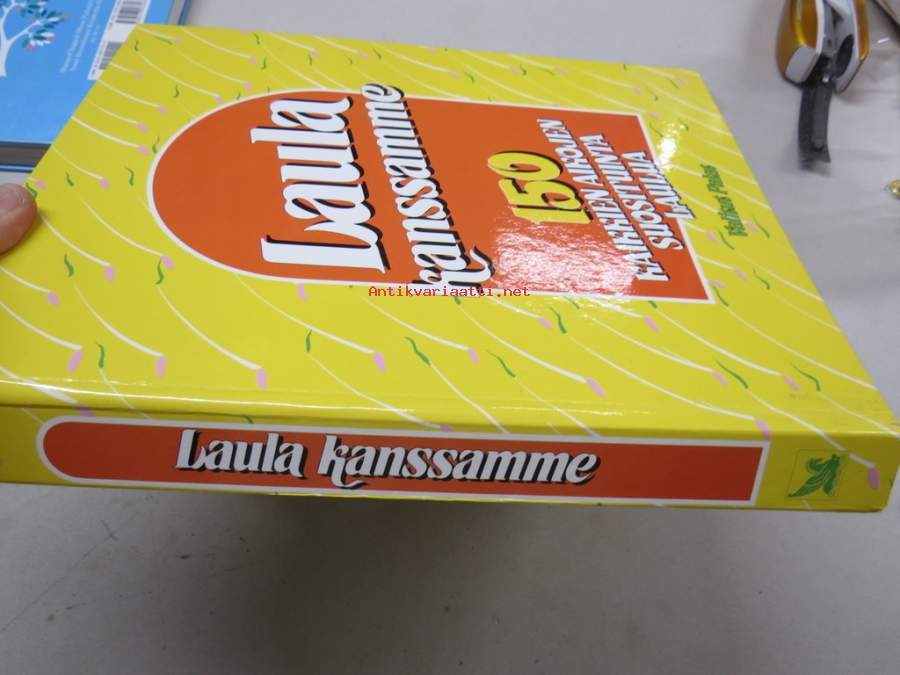 Laula
kanssamme
150
KAIKKIEN AIKOJEN
SUOSITUINTA
LAULUA
Valitut Palat
Antikvariaatti.net
Laula kanssamme